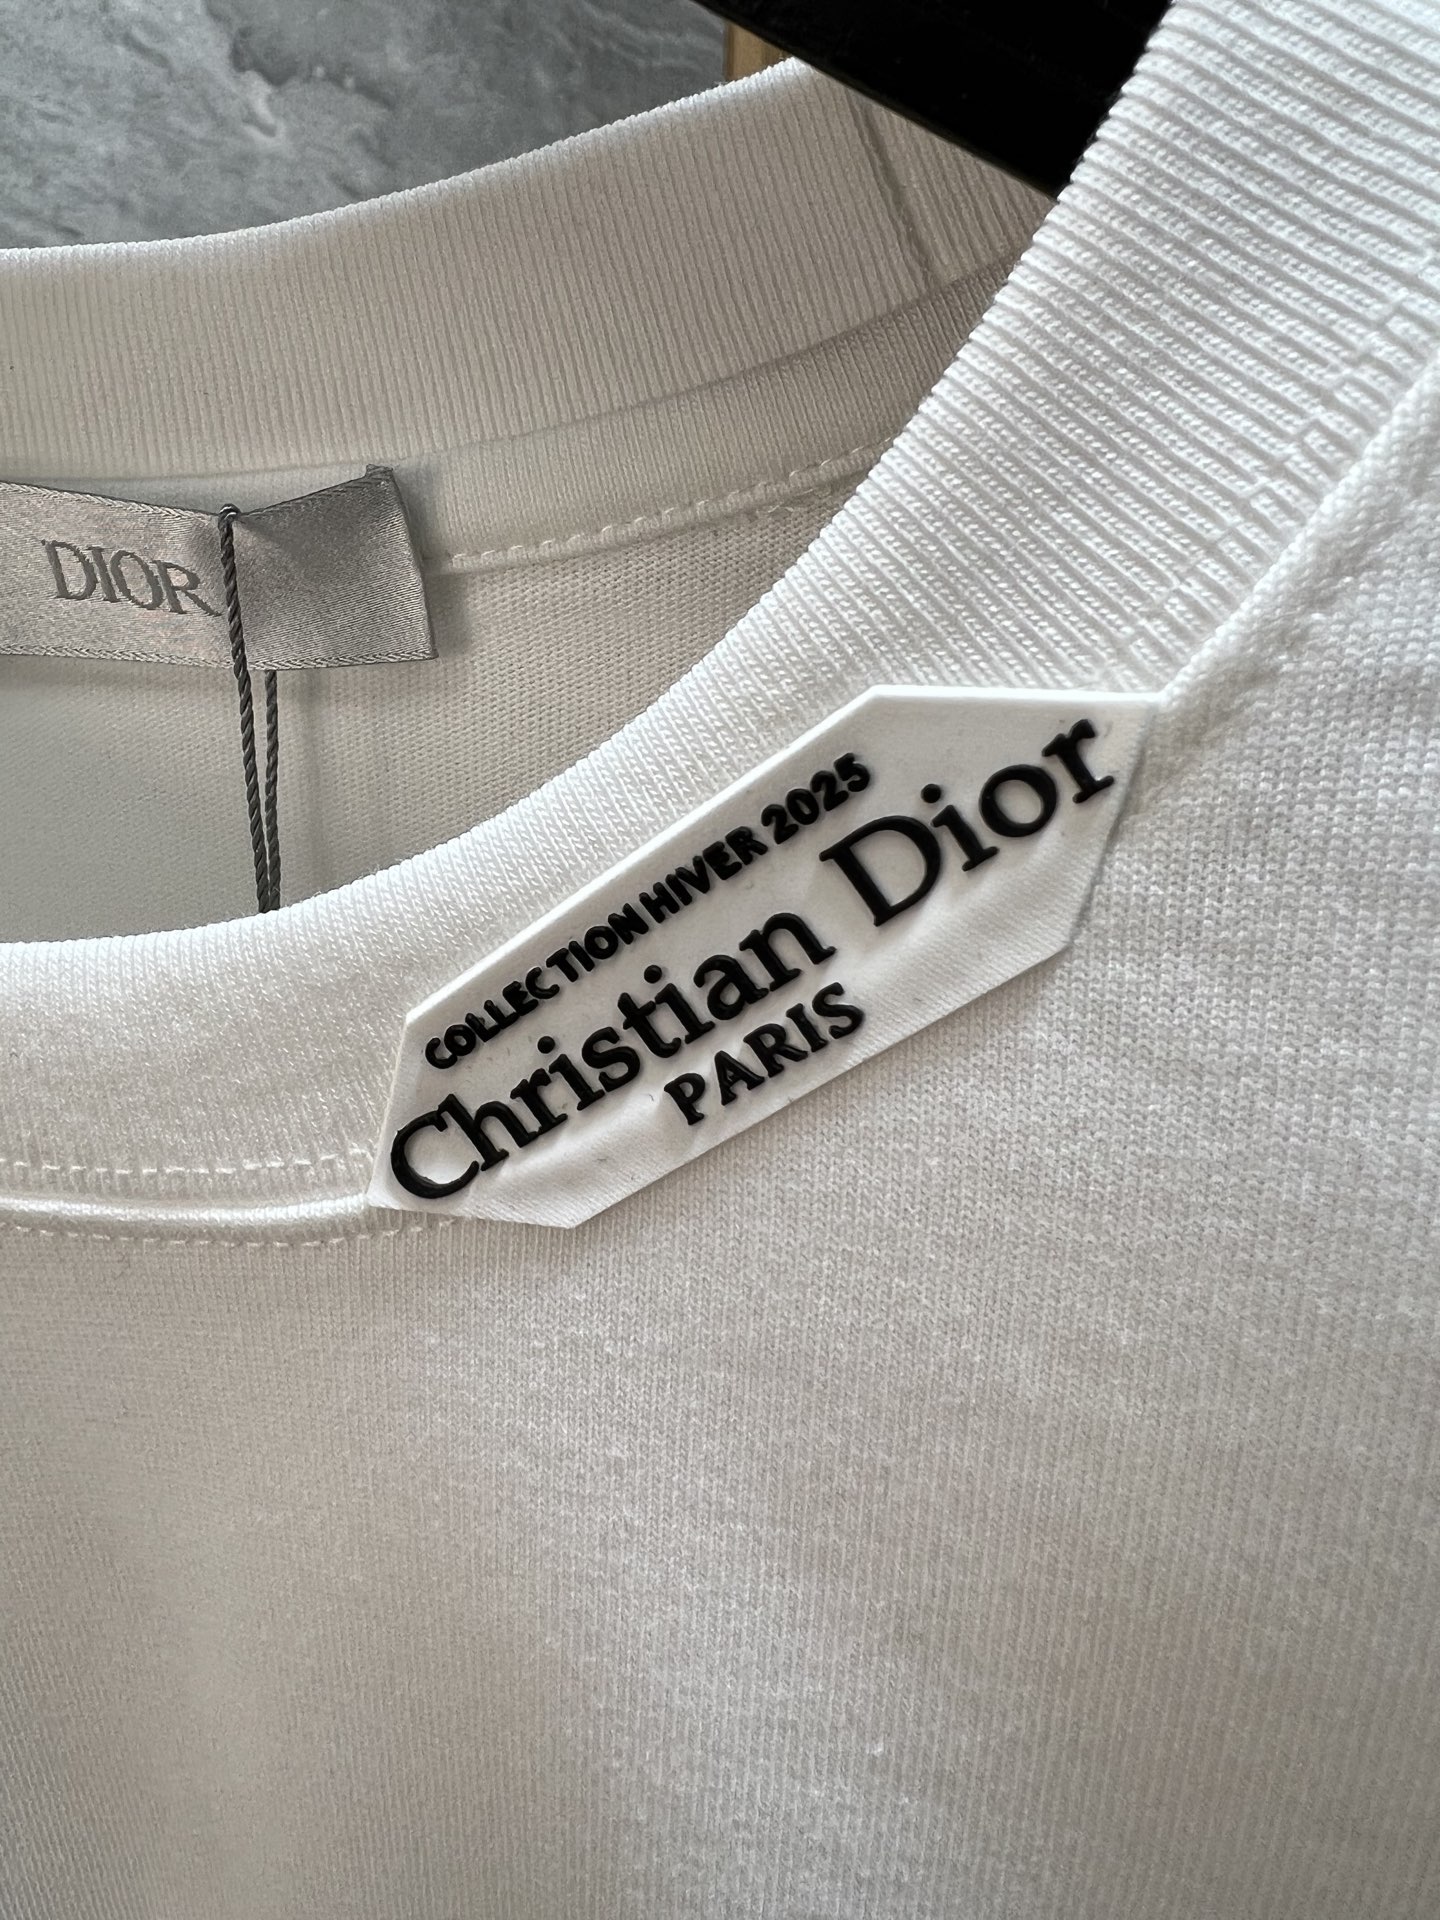 DIOR
COLLECTION HIVER 2025
Christian Dior
PARIS